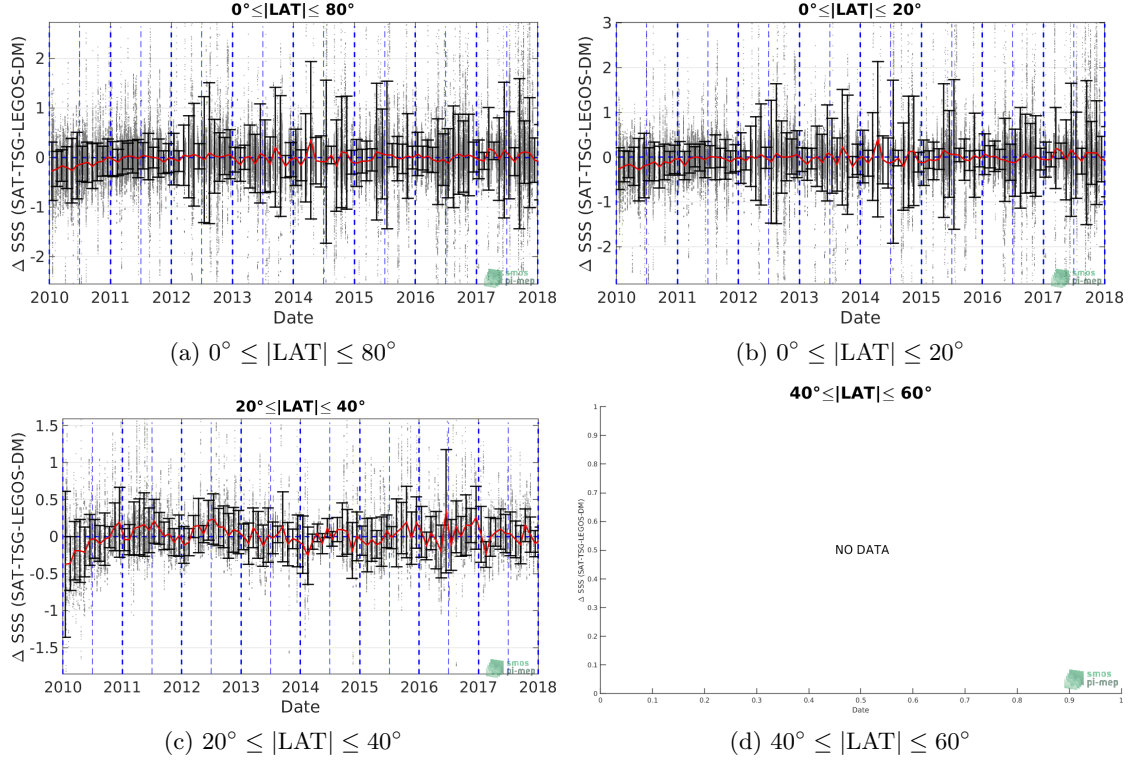 0°≤|LAT|≤ 80°
Δ SSS (SAT-TSG-LEGOS-DM)
2
1
0
-1
-2
smos
pi-mep
2010 2011 2012 2013 2014 2015 2016 2017 2018
Date
(a) 0° ≤ |LAT| ≤ 80°
0°≤|LAT|≤ 20°
Δ SSS (SAT-TSG-LEGOS-DM)
3
2
1
0
-1
-2
smos
pi-mep
2010 2011 2012 2013 2014 2015 2016 2017 2018
Date
(b) 0° ≤ |LAT| ≤ 20°
20°≤|LAT|≤ 40°
Δ SSS (SAT-TSG-LEGOS-DM)
1.5
1
0.5
0
-0.5
-1
-1.5
smos
pi-mep
2010 2011 2012 2013 2014 2015 2016 2017 2018
Date
(c) 20° ≤ |LAT| ≤ 40°
40°≤|LAT|≤ 60°
Δ SSS (SAT-TSG-LEGOS-DM)
1
0.9
0.8
0.7
0.6
0.5
0.4
0.3
0.2
0.1
0
NO DATA
smos
pi-mep
0 0.1 0.2 0.3 0.4 0.5 0.6 0.7 0.8 0.9 1
Date
(d) 40° ≤ |LAT| ≤ 60°